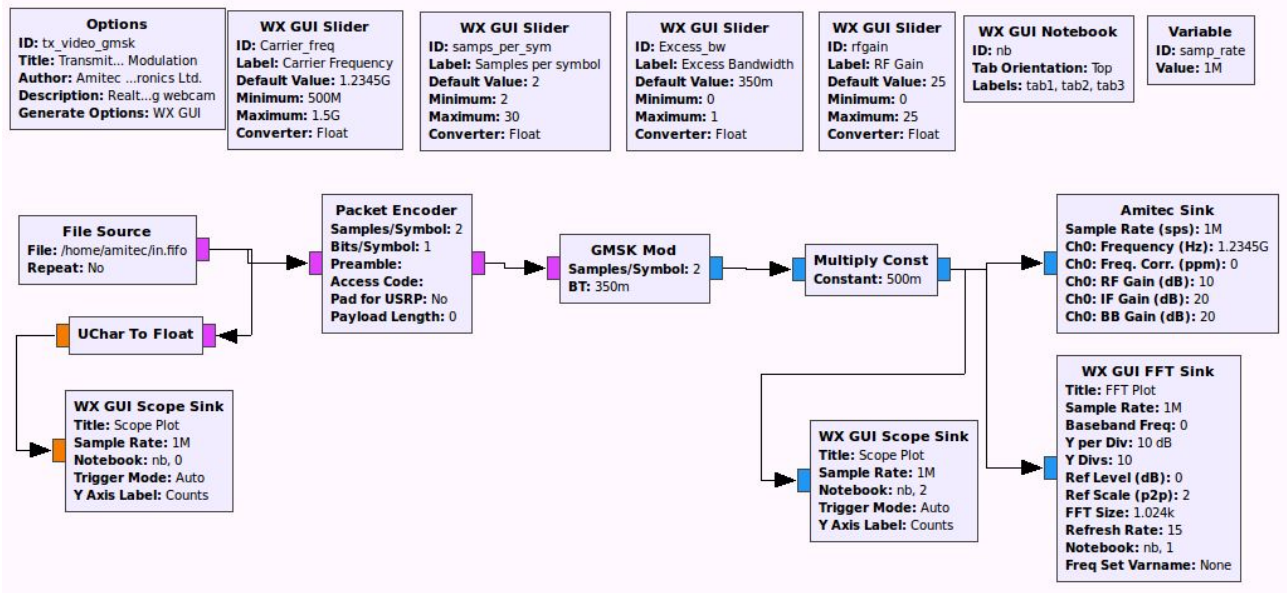 Options
ID: tx_video_gmsk
Title: Transmit... Modulation
Author: Amitec ...ronics Ltd.
Description: Realt...g webcam
Generate Options: WX GUI
WX GUI Slider
ID: Carrier_freq
Label: Carrier Frequency
Default Value: 1.2345G
Minimum: 500M
Maximum: 1.5G
Converter: Float
WX GUI Slider
ID: samps_per_sym
Label: Samples per symbol
Default Value: 2
Minimum: 2
Maximum: 30
Converter: Float
WX GUI Slider
ID: Excess_bw
Label: Excess Bandwidth
Default Value: 350m
Minimum: 0
Maximum: 1
Converter: Float
WX GUI Slider
ID: rfgain
Label: RF Gain
Default Value: 25
Minimum: 0
Maximum: 25
Converter: Float
WX GUI Notebook
ID: nb
Tab Orientation: Top
Labels: tab1, tab2, tab3
Variable
ID: samp_rate
Value: 1M
File Source
File: /home/amitec/in.fifo
Repeat: No
Packet Encoder
Samples/Symbol: 2
Bits/Symbol: 1
Preamble:
Access Code:
Pad for USRP: No
Payload Length: 0
GMSK Mod
Samples/Symbol: 2
BT: 350m
Multiply Const
Constant: 500m
Amitec Sink
Sample Rate (sps): 1M
Ch0: Frequency (Hz): 1.2345G
Ch0: Freq. Corr. (ppm): 0
Ch0: RF Gain (dB): 10
Ch0: IF Gain (dB): 20
Ch0: BB Gain (dB): 20
UChar To Float
WX GUI Scope Sink
Title: Scope Plot
Sample Rate: 1M
Notebook: nb, 0
Trigger Mode: Auto
Y Axis Label: Counts
WX GUI Scope Sink
Title: Scope Plot
Sample Rate: 1M
Notebook: nb, 2
Trigger Mode: Auto
Y Axis Label: Counts
WX GUI FFT Sink
Title: FFT Plot
Sample Rate: 1M
Baseband Freq: 0
Y per Div: 10 dB
Y Divs: 10
Ref Level (dB): 0
Ref Scale (p2p): 2
FFT Size: 1.024k
Refresh Rate: 15
Notebook: nb, 1
Freq Set Varname: None